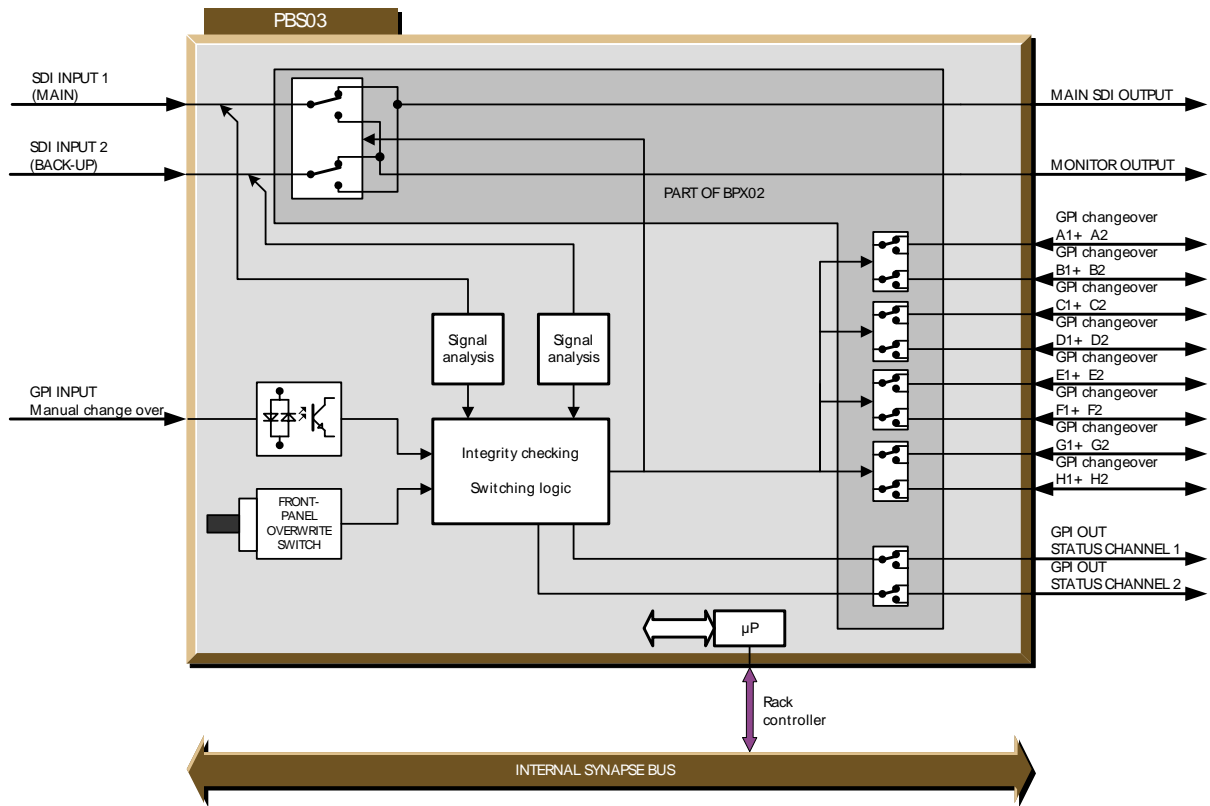 PBS03
SDI INPUT 1
(MAIN)
SDI INPUT 2
(BACK-UP)
MAIN SDI OUTPUT
MONITOR OUTPUT
PART OF BPX02
GPI changeover
A1+ A2
GPI changeover
B1+ B2
GPI changeover
C1+ C2
GPI changeover
D1+ D2
GPI changeover
E1+ E2
GPI changeover
F1+ F2
GPI changeover
G1+ G2
GPI changeover
H1+ H2
Signal
analysis
Signal
analysis
GPI INPUT
Manual change over
Integrity checking
Switching logic
FRONT-
PANEL
OVERWRITE
SWITCH
GPI OUT
STATUS CHANNEL 1
GPI OUT
STATUS CHANNEL 2
µP
Rack
controller
INTERNAL SYNAPSE BUS